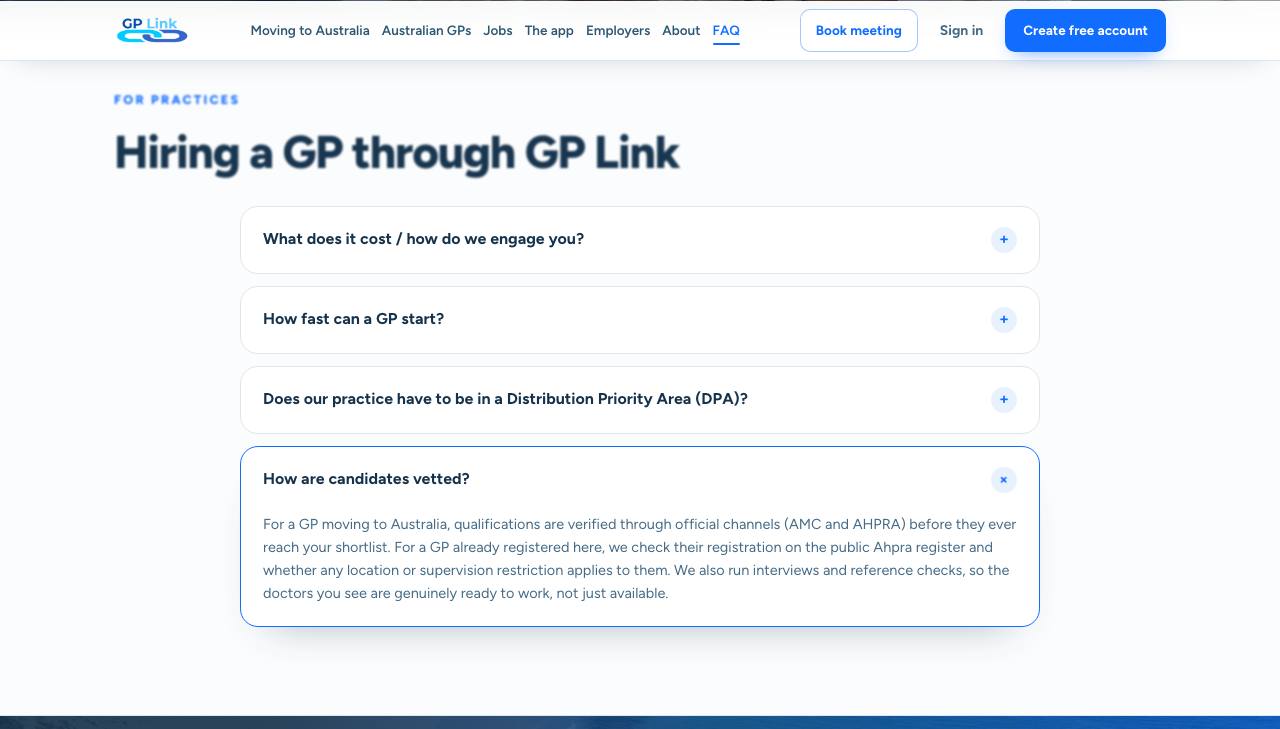 GP Link
Moving to Australia Australian GPs Jobs The app Employers About FAQ Book meeting Sign in Create free account
FOR PRACTICES
Hiring a GP through GP Link
What does it cost / how do we engage you?
How fast can a GP start?
Does our practice have to be in a Distribution Priority Area (DPA)?
How are candidates vetted?
For a GP moving to Australia, qualifications are verified through official channels (AMC and AHPRA) before they ever
reach your shortlist. For a GP already registered here, we check their registration on the public Ahpra register and
whether any location or supervision restriction applies to them. We also run interviews and reference checks, so the
doctors you see are genuinely ready to work, not just available.